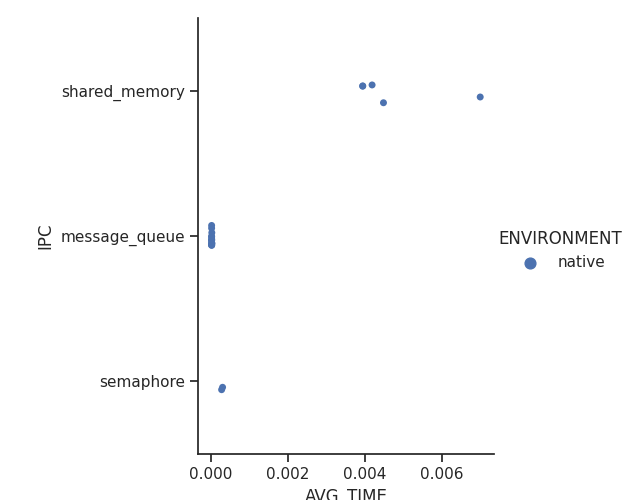 shared_memory
message_queue
semaphore
IPC
0.000 0.002 0.004 0.006
AVG_TIME
ENVIRONMENT
native